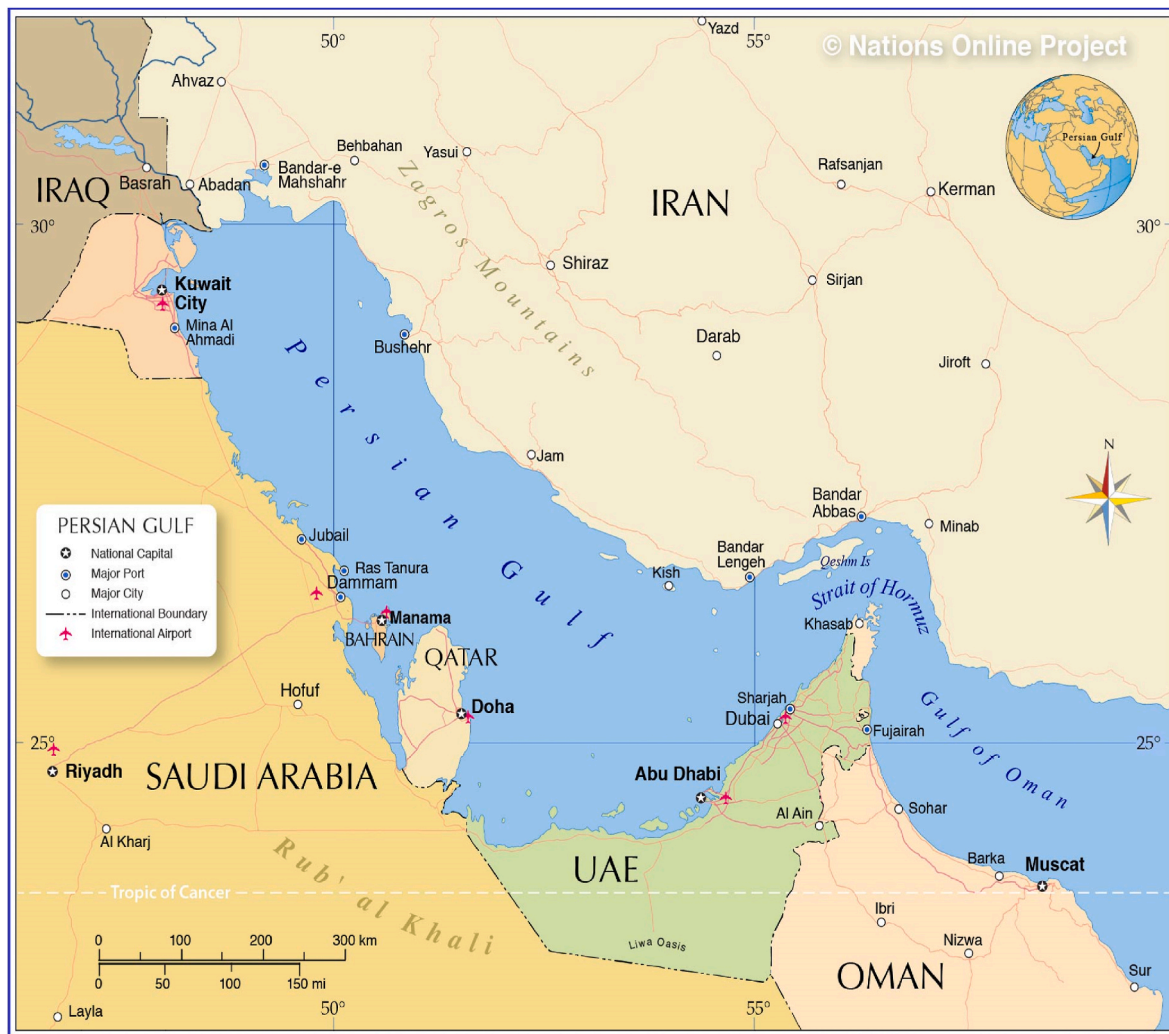 50°
55°
Yazd
© Nations Online Project
Ahvaz
Behbahan
Yasui
Bandar-e
Mahshahr
Basrah
Abadan
IRAQ
Zagros Mountains
IRAN
Rafsanjan
Kerman
Persian Gulf
30°
30°
Shiraz
Sirjan
Kuwait
City
Mina Al
Ahmadi
Bushehr
Darab
Jiroft
Persian Gulf
Jam
N
Bandar
Abbas
Minab
PERSIAN GULF
National Capital
Major Port
Major City
International Boundary
International Airport
Jubail
Ras Tanura
Dammam
Manama
BAHRAIN
QATAR
Doha
Kish
Bandar
Lengeh
Qeshm Is
Strait of Hormuz
Khasab
Hofuf
Sharjah
Dubai
Fujairah
Gulf of Oman
25°
25°
Riyadh
SAUDI ARABIA
Abu Dhabi
Al Ain
Sohar
Al Kharj
UAE
Barka
Muscat
Tropic of Cancer
Rub' al Khali
Ibri
Nizwa
Liwa Oasis
OMAN
Sur
0 100 200 300 km
0 50 100 150 mi
Layla
50°
55°